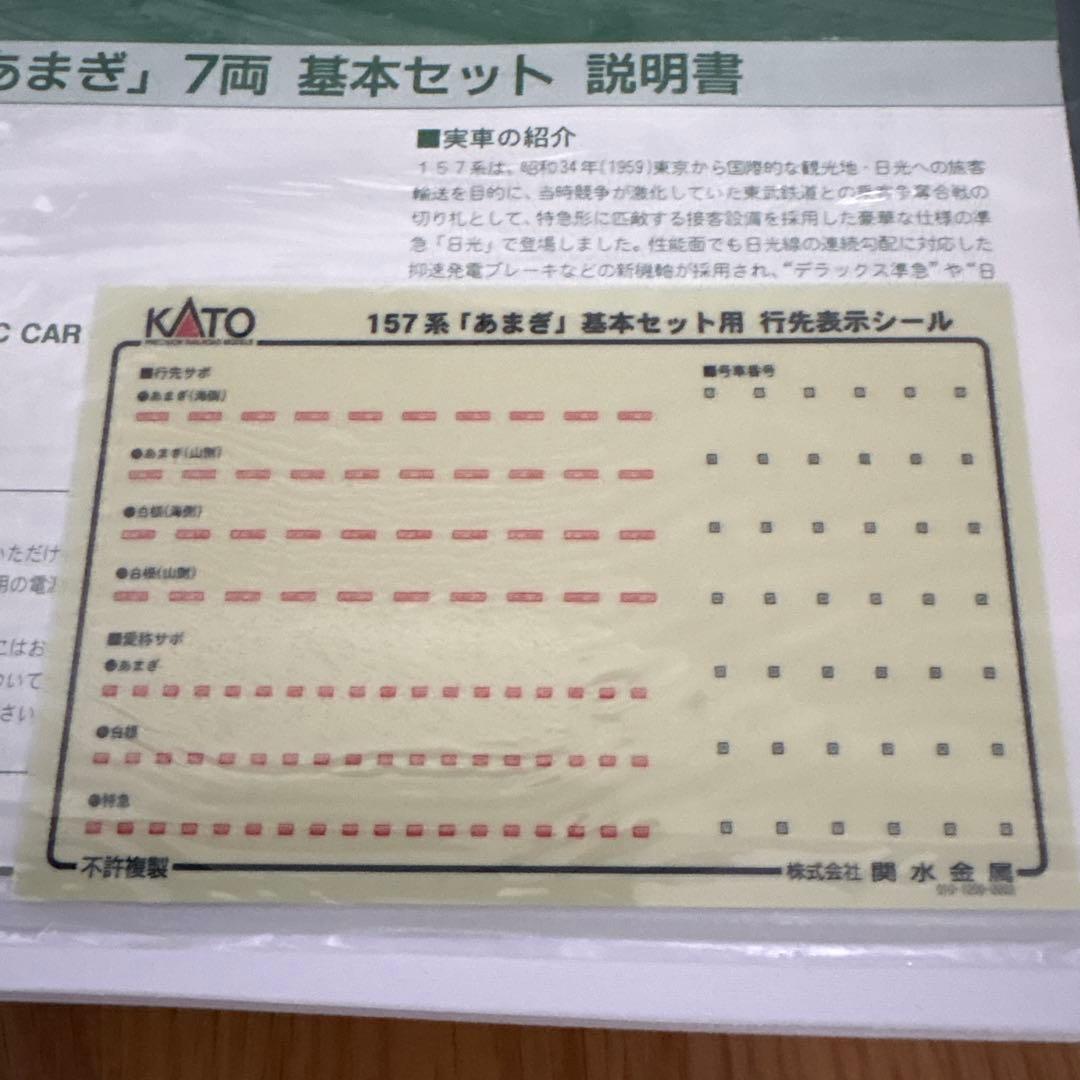 あまぎ」 7両 基本セット 説明書
■実車の紹介
157系は、昭和34年(1959)東京から国際的な観光地・日光への旅客
輸送を目的に、当時競争が激化していた東武鉄道との乗客争奪合戦の
切り札として、特急形に匹敵する接客設備を採用した豪華な仕様の準
急「日光」で登場しました。性能面でも日光線の連続勾配に対応した
抑速発電ブレーキなどの新機軸が採用され、“デラックス準急”や“日
C CAR
いただけ
用の電源
にはお
ついて
さい
KATO
PRECISION RAILROAD MODELS
157系「あまぎ」基本セット用 行先表示シール
■行先サボ
●あまぎ(海側)
●あまぎ(山側)
●白根(海側)
●白根(山側)
■愛称サボ
●あまぎ
●白根
●特急
■号車番号
不許複製
株式会社 関水金属